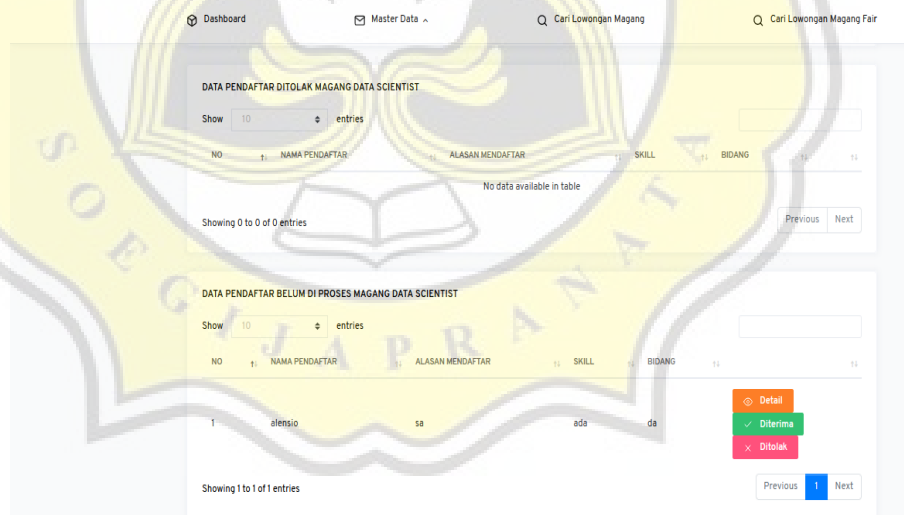 Dashboard Master Data Cari Lowongan Magang Cari Lowongan Magang Fair
DATA PENDAFTAR DITOLAK MAGANG DATA SCIENTIST
Show 10 entries
NO NAMA PENDAFTAR ALASAN MENDAFTAR SKILL BIDANG
No data available in table
Showing 0 to 0 of 0 entries
Previous Next
DATA PENDAFTAR BELUM DI PROSES MAGANG DATA SCIENTIST
Show 10 entries
NO NAMA PENDAFTAR ALASAN MENDAFTAR SKILL BIDANG
Detail
1 alensio sa ada da Diterima
Ditolak
Showing 1 to 1 of 1 entries
Previous 1 Next
SOEGIJAPRANATA